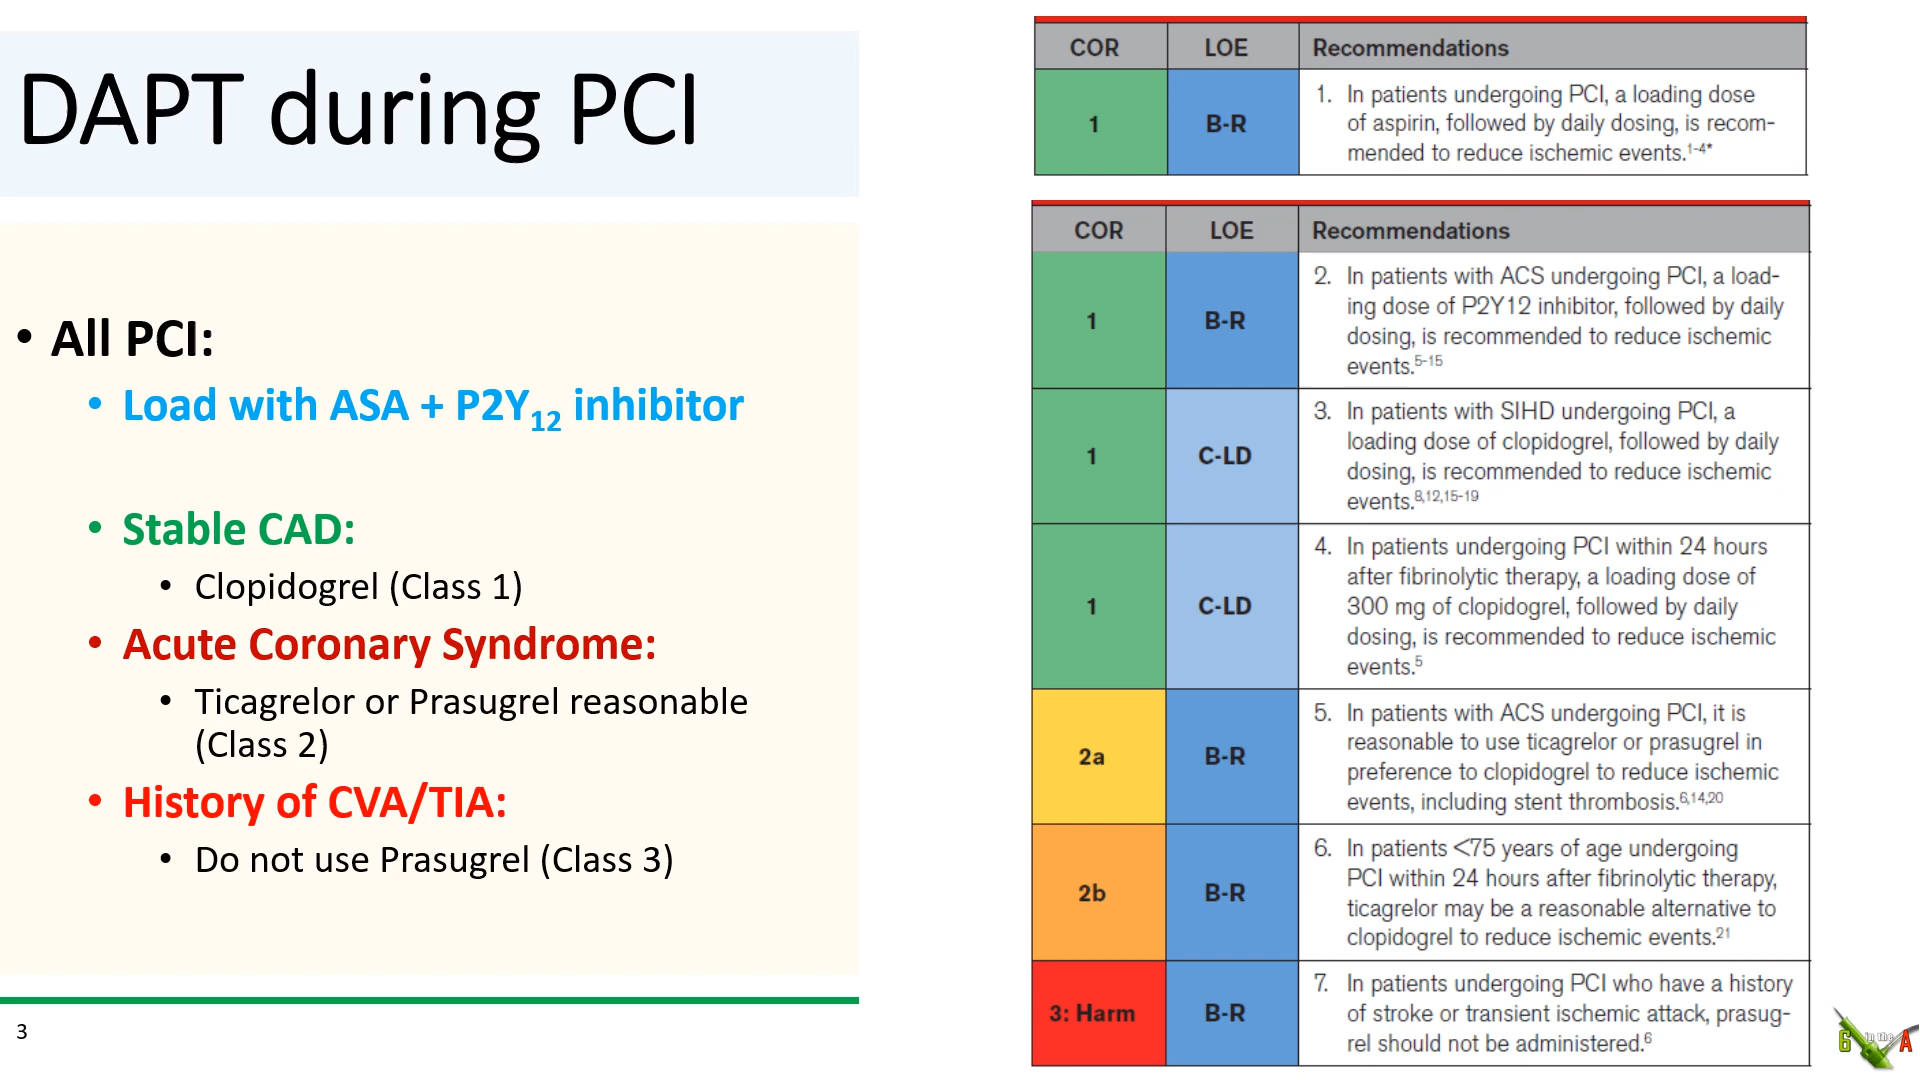 DAPT during PCI
• All PCI:
• Load with ASA + P2Y12 inhibitor
• Stable CAD:
• Clopidogrel (Class 1)
• Acute Coronary Syndrome:
• Ticagrelor or Prasugrel reasonable
(Class 2)
• History of CVA/TIA:
• Do not use Prasugrel (Class 3)
3
COR LOE Recommendations
1 B-R 1. In patients undergoing PCI, a loading dose
of aspirin, followed by daily dosing, is recom-
mended to reduce ischemic events.1-4*
COR LOE Recommendations
1 B-R 2. In patients with ACS undergoing PCI, a load-
ing dose of P2Y12 inhibitor, followed by daily
dosing, is recommended to reduce ischemic
events.5-15
1 C-LD 3. In patients with SIHD undergoing PCI, a
loading dose of clopidogrel, followed by daily
dosing, is recommended to reduce ischemic
events.8,12,15-19
1 C-LD 4. In patients undergoing PCI within 24 hours
after fibrinolytic therapy, a loading dose of
300 mg of clopidogrel, followed by daily
dosing, is recommended to reduce ischemic
events.5
2a B-R 5. In patients with ACS undergoing PCI, it is
reasonable to use ticagrelor or prasugrel in
preference to clopidogrel to reduce ischemic
events, including stent thrombosis.6,14,20
2b B-R 6. In patients <75 years of age undergoing
PCI within 24 hours after fibrinolytic therapy,
ticagrelor may be a reasonable alternative to
clopidogrel to reduce ischemic events.21
3: Harm B-R 7. In patients undergoing PCI who have a history
of stroke or transient ischemic attack, prasug-
rel should not be administered.6
6 in the A